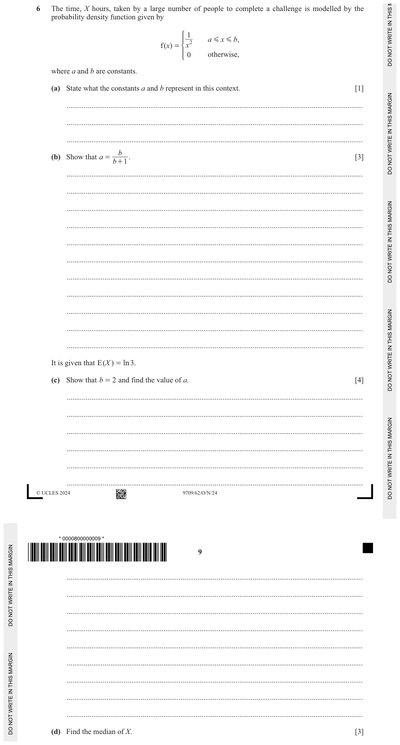 6 The time, X hours, taken by a large number of people to complete a challenge is modelled by the
probability density function given by
f(x) = { 1/x² a ⩽ x ⩽ b,
0 otherwise,
where a and b are constants.
(a) State what the constants a and b represent in this context. [1]
(b) Show that a = b/(b+1). [3]
It is given that E(X) = ln 3.
(c) Show that b = 2 and find the value of a. [4]
© UCLES 2024 9709/62/O/N/24
DO NOT WRITE IN THIS MARGIN
DO NOT WRITE IN THIS MARGIN
DO NOT WRITE IN THIS MARGIN
DO NOT WRITE IN THIS MARGIN
DO NOT WRITE IN THIS MARGIN
* 0000800000009 *
9
(d) Find the median of X. [3]
DO NOT WRITE IN THIS MARGIN
DO NOT WRITE IN THIS MARGIN